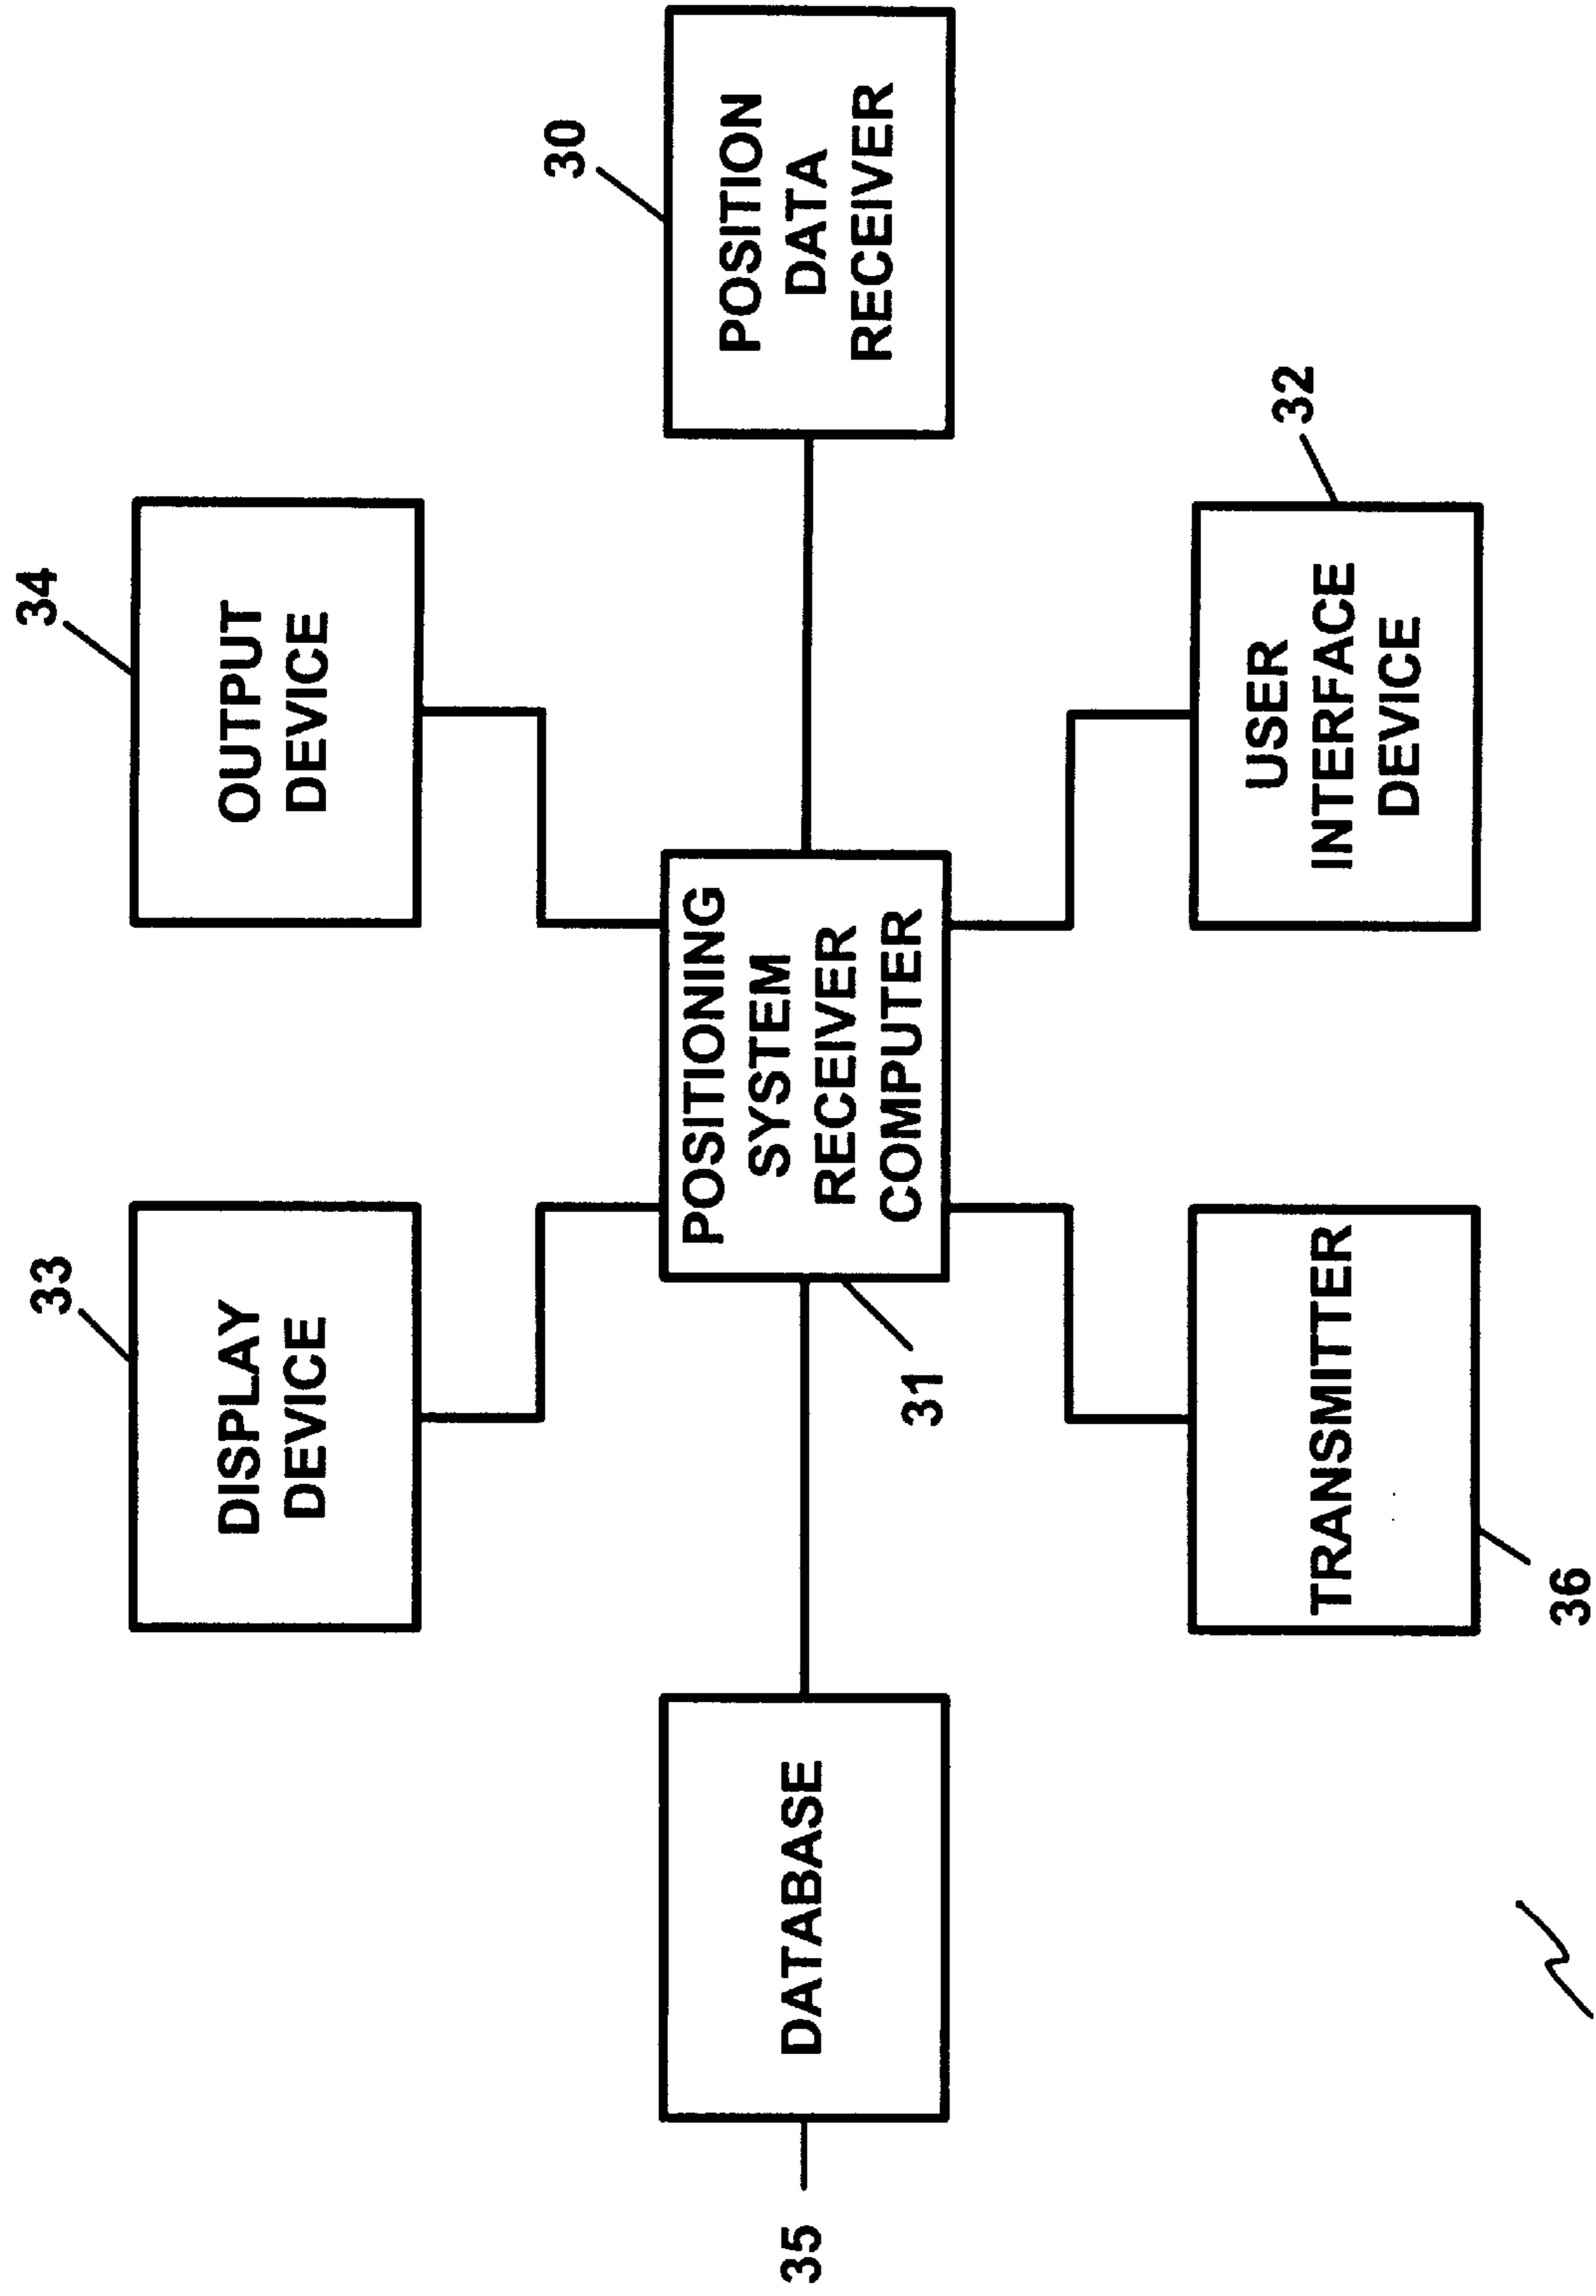 33
DISPLAY
DEVICE
34
OUTPUT
DEVICE
35
DATABASE
POSITIONING
SYSTEM
RECEIVER
COMPUTER
31
30
POSITION
DATA
RECEIVER
TRANSMITTER
36
32
USER
INTERFACE
DEVICE